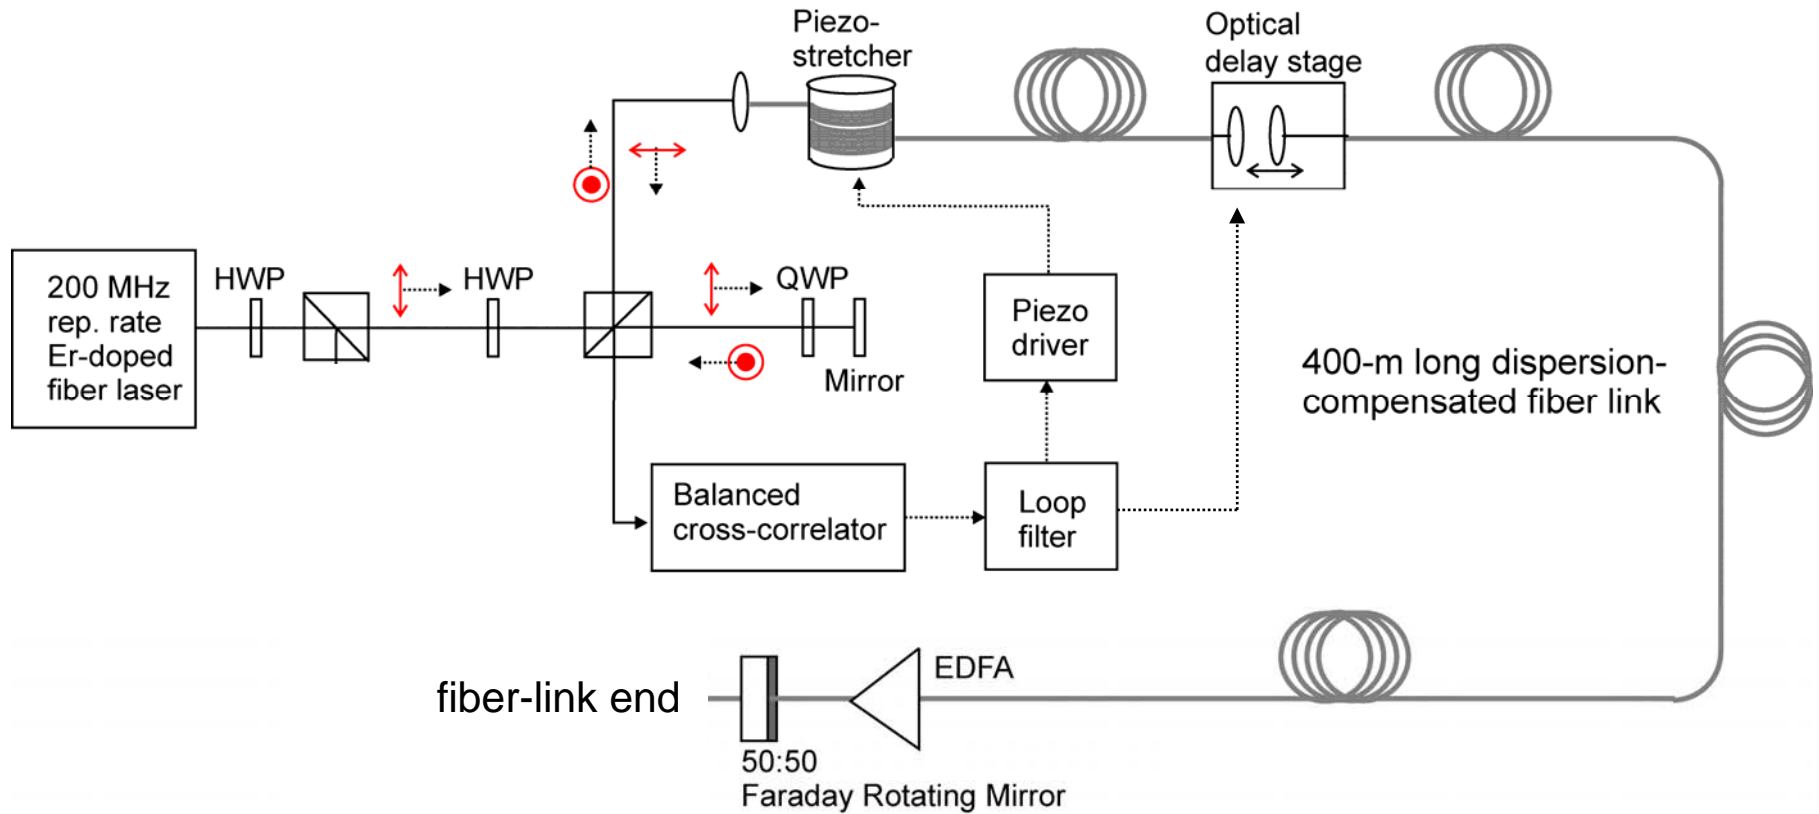 Piezo-
stretcher
Optical
delay stage
200 MHz
rep. rate
Er-doped
fiber laser
HWP
HWP
QWP
Mirror
Piezo
driver
400-m long dispersion-
compensated fiber link
Balanced
cross-correlator
Loop
filter
fiber-link end
EDFA
50:50
Faraday Rotating Mirror